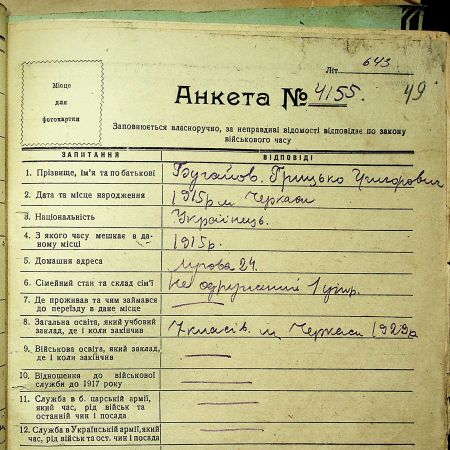 Літ. 643
Місце
для
фотокартки
Анкета № 4155.
49
Заповнюється власноручно, за неправдиві відомості відповідає по закону
військового часу
ЗАПИТАННЯ ВІДПОВІДІ
1. Прізвище, ім'я та по батькові Бугайов. Грицько Григорович
2. Дата та місце народження 1915р м. Черкаси
3. Національність Українець.
4. З якого часу мешкає в да-
ному місці 1915р.
5. Домашня адреса Лугова 24.
6. Сімейний стан та склад сім'ї не одружений 1
7. Де проживав та чим займався
до переїзду в дане місце
8. Загальна освіта, який учбовий
заклад, де і коли закінчив 7 класів. м Черкаси 1929р
9. Військова освіта, який заклад,
де і коли закінчив
10. Відношення до військової
служби до 1917 року
11. Служба в б. царській армії,
який час, рід військ та
останній чин і посада
12. Служба в Українській армії, який
час, рід військ та ост. чин і посада